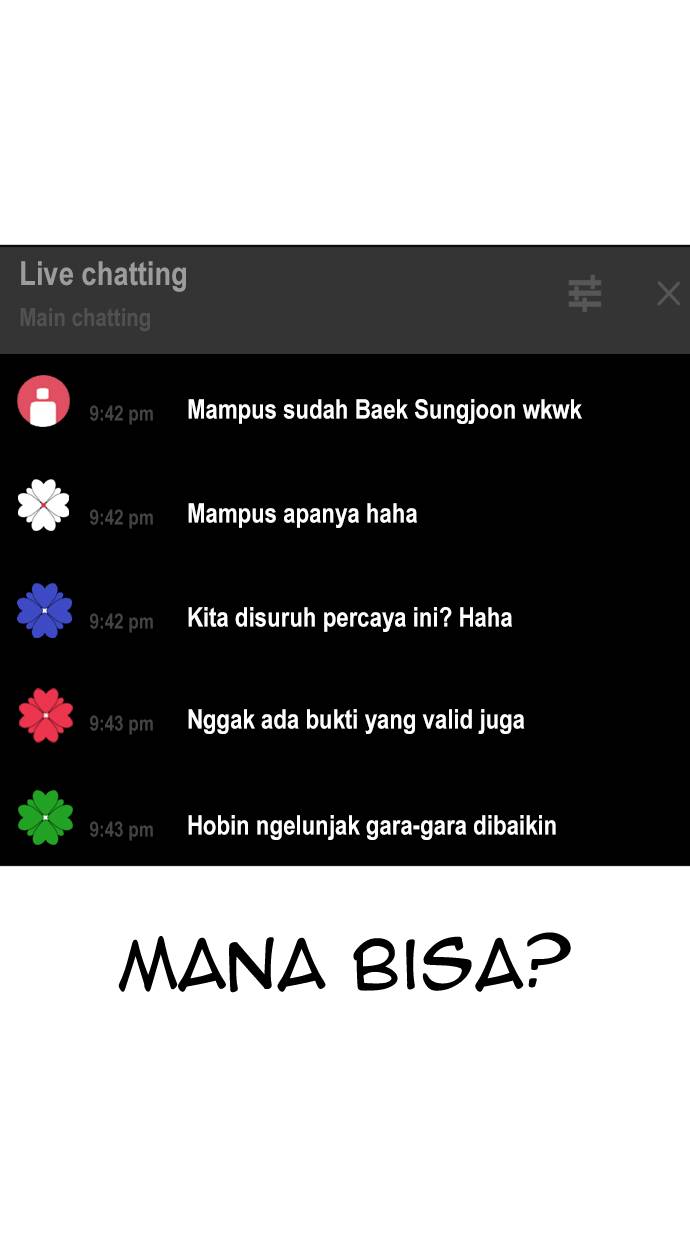 Live chatting
Main chatting
9:42 pm Mampus sudah Baek Sungjoon wkwk
9:42 pm Mampus apanya haha
9:42 pm Kita disuruh percaya ini? Haha
9:43 pm Nggak ada bukti yang valid juga
9:43 pm Hobin ngelunjak gara-gara dibaikin
MANA BISA?